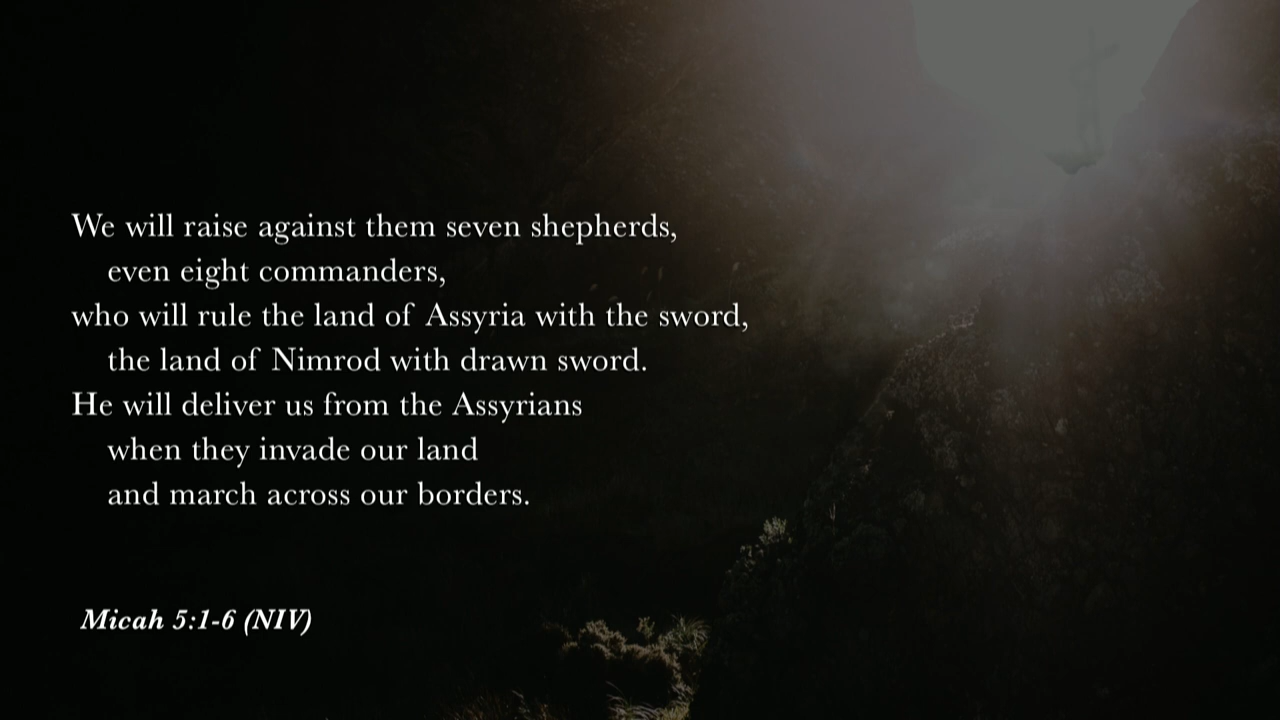 We will raise against them seven shepherds,
even eight commanders,
who will rule the land of Assyria with the sword,
the land of Nimrod with drawn sword.
He will deliver us from the Assyrians
when they invade our land
and march across our borders.
Micah 5:1-6 (NIV)